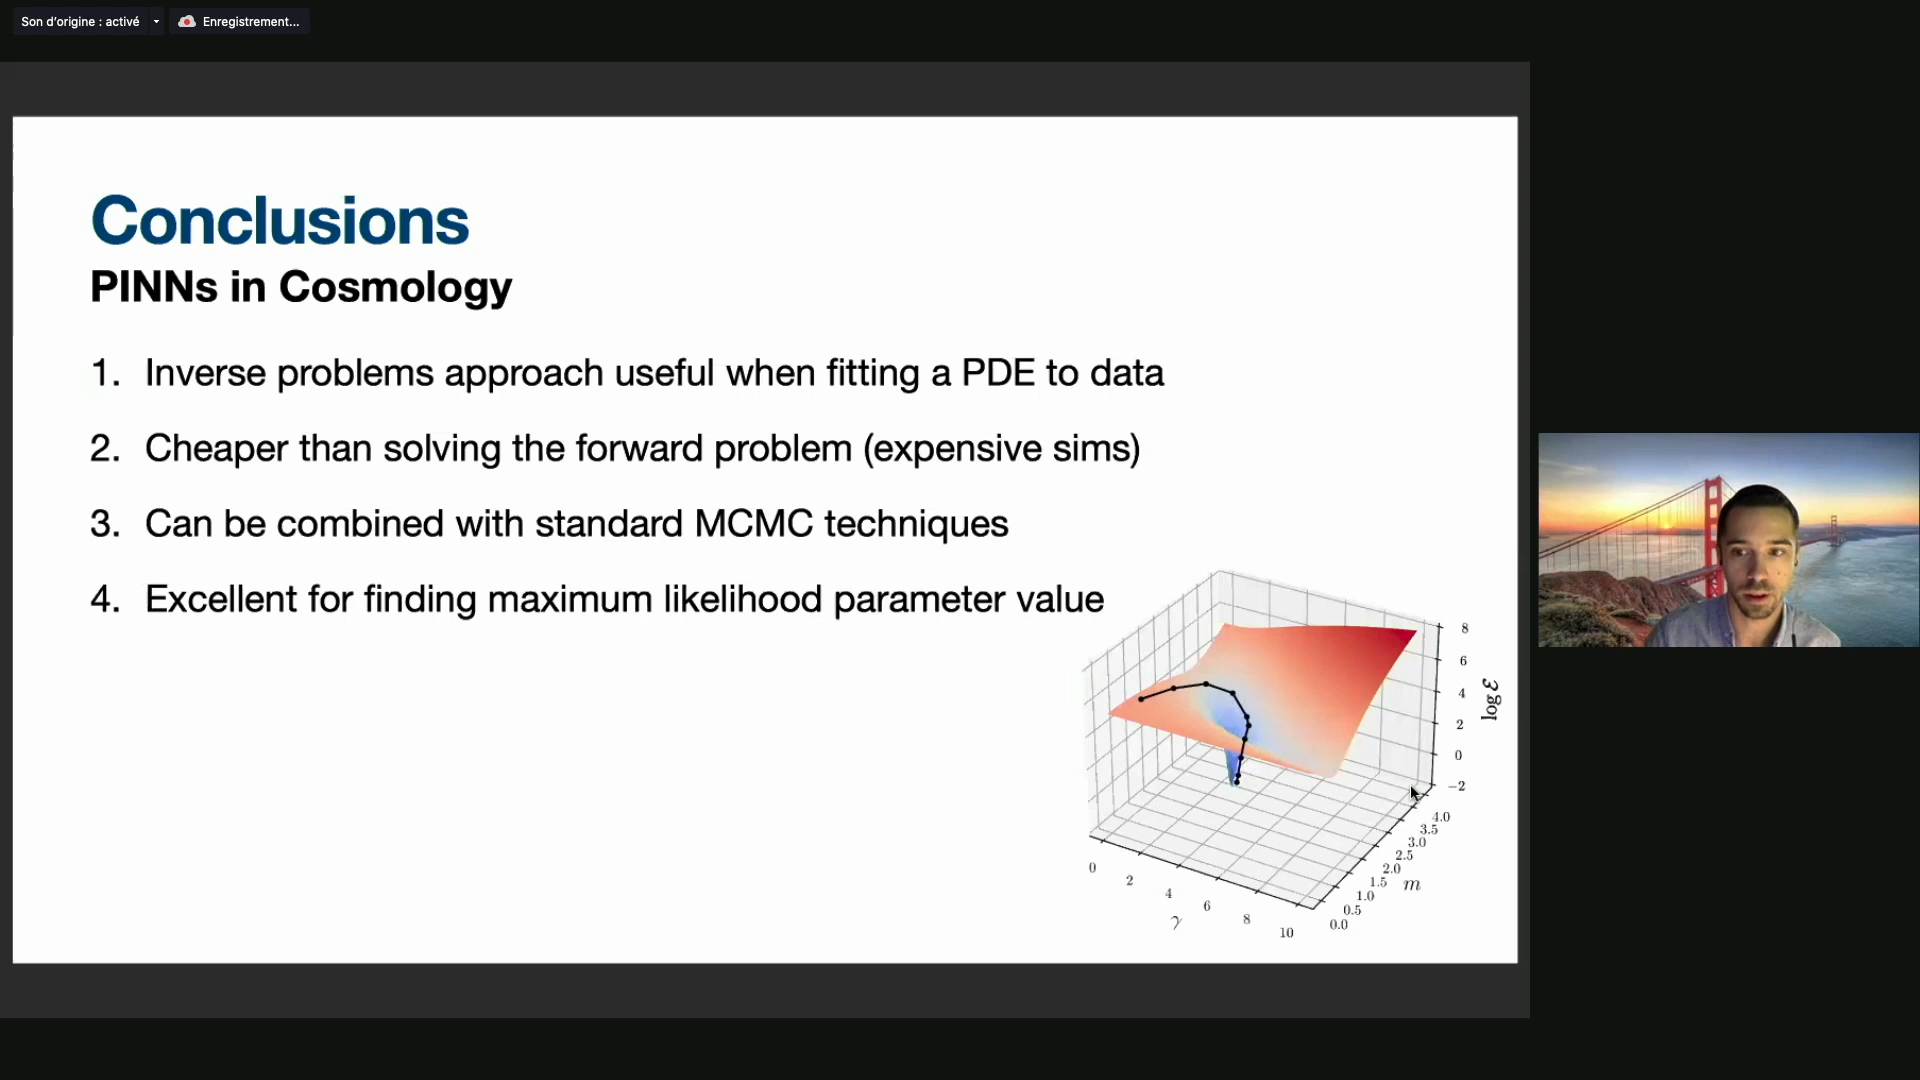 Son d'origine : activé
Enregistrement...
Conclusions
PINNs in Cosmology
1. Inverse problems approach useful when fitting a PDE to data
2. Cheaper than solving the forward problem (expensive sims)
3. Can be combined with standard MCMC techniques
4. Excellent for finding maximum likelihood parameter value
8
6
4
2
0
−2
log ℰ
4.0
3.5
3.0
2.5
2.0
1.5
1.0
0.5
0.0
m
0
2
4
6
8
10
γ